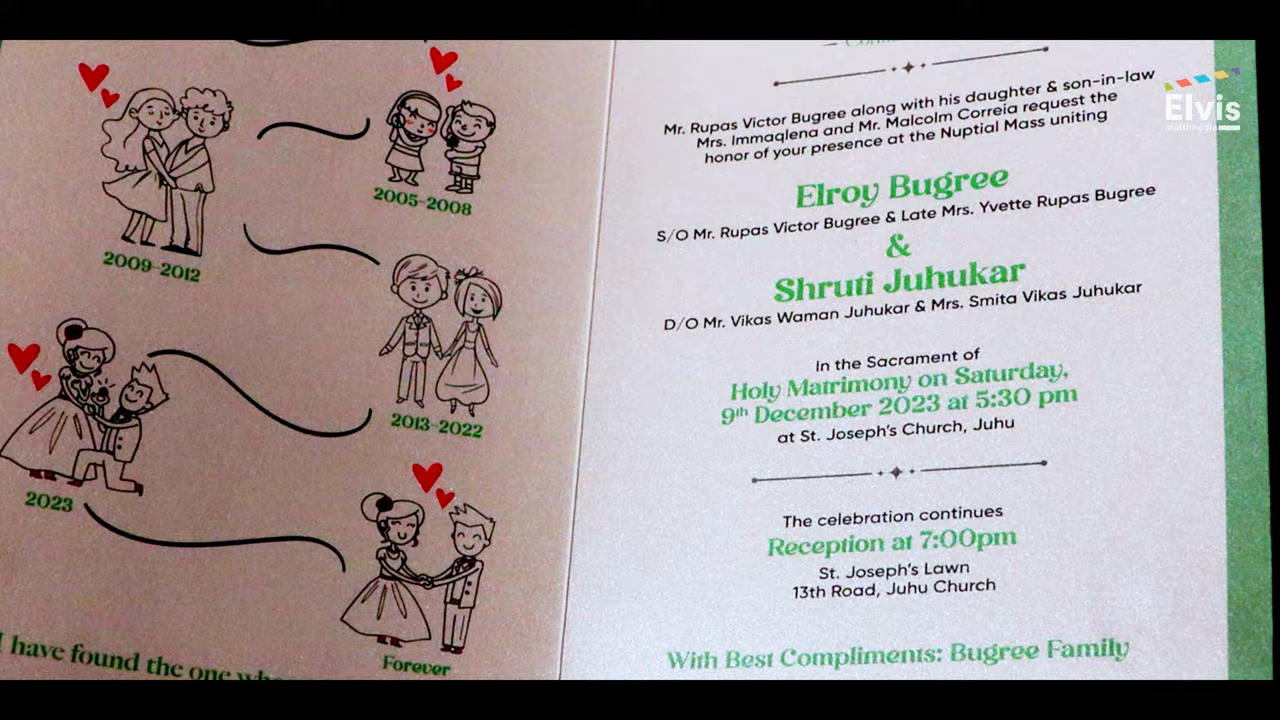 2005-2008
2009-2012
2013-2022
2023
Forever
I have found the one
Mr. Rupas Victor Bugree along with his daughter & son-in-law
Mrs. Immaqlena and Mr. Malcolm Correia request the
honor of your presence at the Nuptial Mass uniting
Elroy Bugree
S/O Mr. Rupas Victor Bugree & Late Mrs. Yvette Rupas Bugree
&
Shruti Juhukar
D/O Mr. Vikas Waman Juhukar & Mrs. Smita Vikas Juhukar
In the Sacrament of
Holy Matrimony on Saturday,
9th December 2023 at 5:30 pm
at St. Joseph's Church, Juhu
The celebration continues
Reception at 7:00pm
St. Joseph's Lawn
13th Road, Juhu Church
With Best Compliments: Bugree Family
Elvis
multimedia